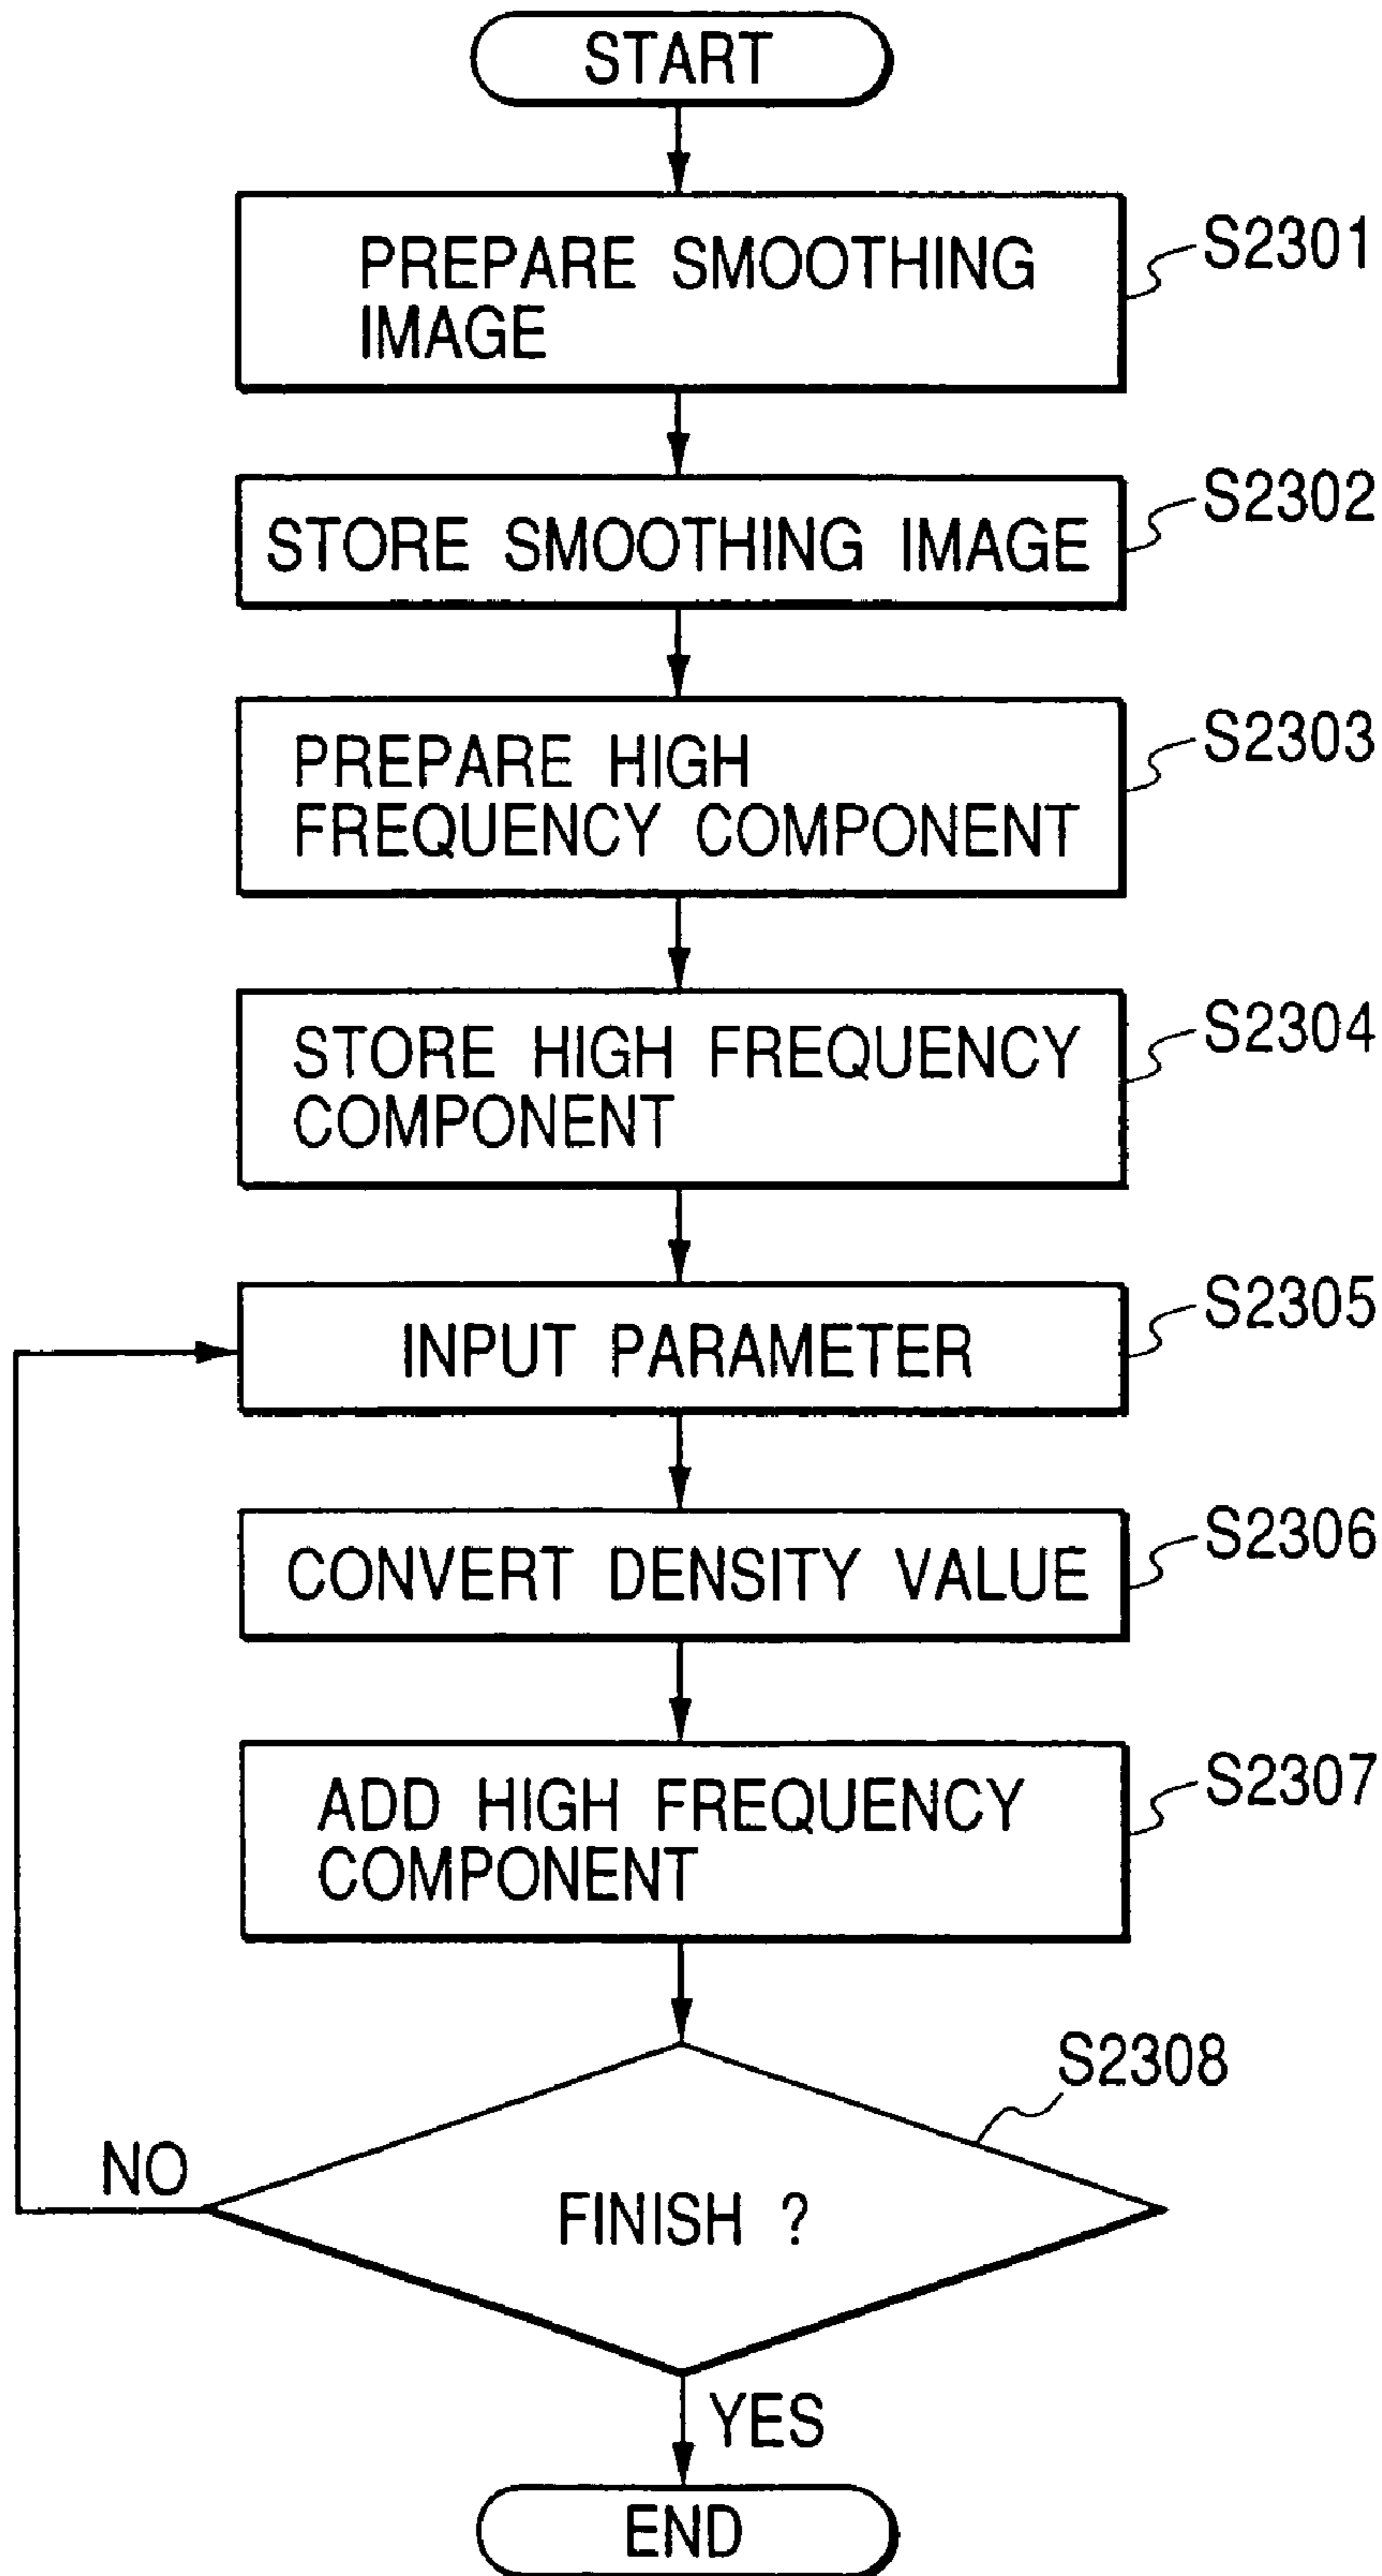 START
PREPARE SMOOTHING
IMAGE
S2301
STORE SMOOTHING IMAGE
S2302
PREPARE HIGH
FREQUENCY COMPONENT
S2303
STORE HIGH FREQUENCY
COMPONENT
S2304
INPUT PARAMETER
S2305
CONVERT DENSITY VALUE
S2306
ADD HIGH FREQUENCY
COMPONENT
S2307
S2308
NO
FINISH ?
YES
END